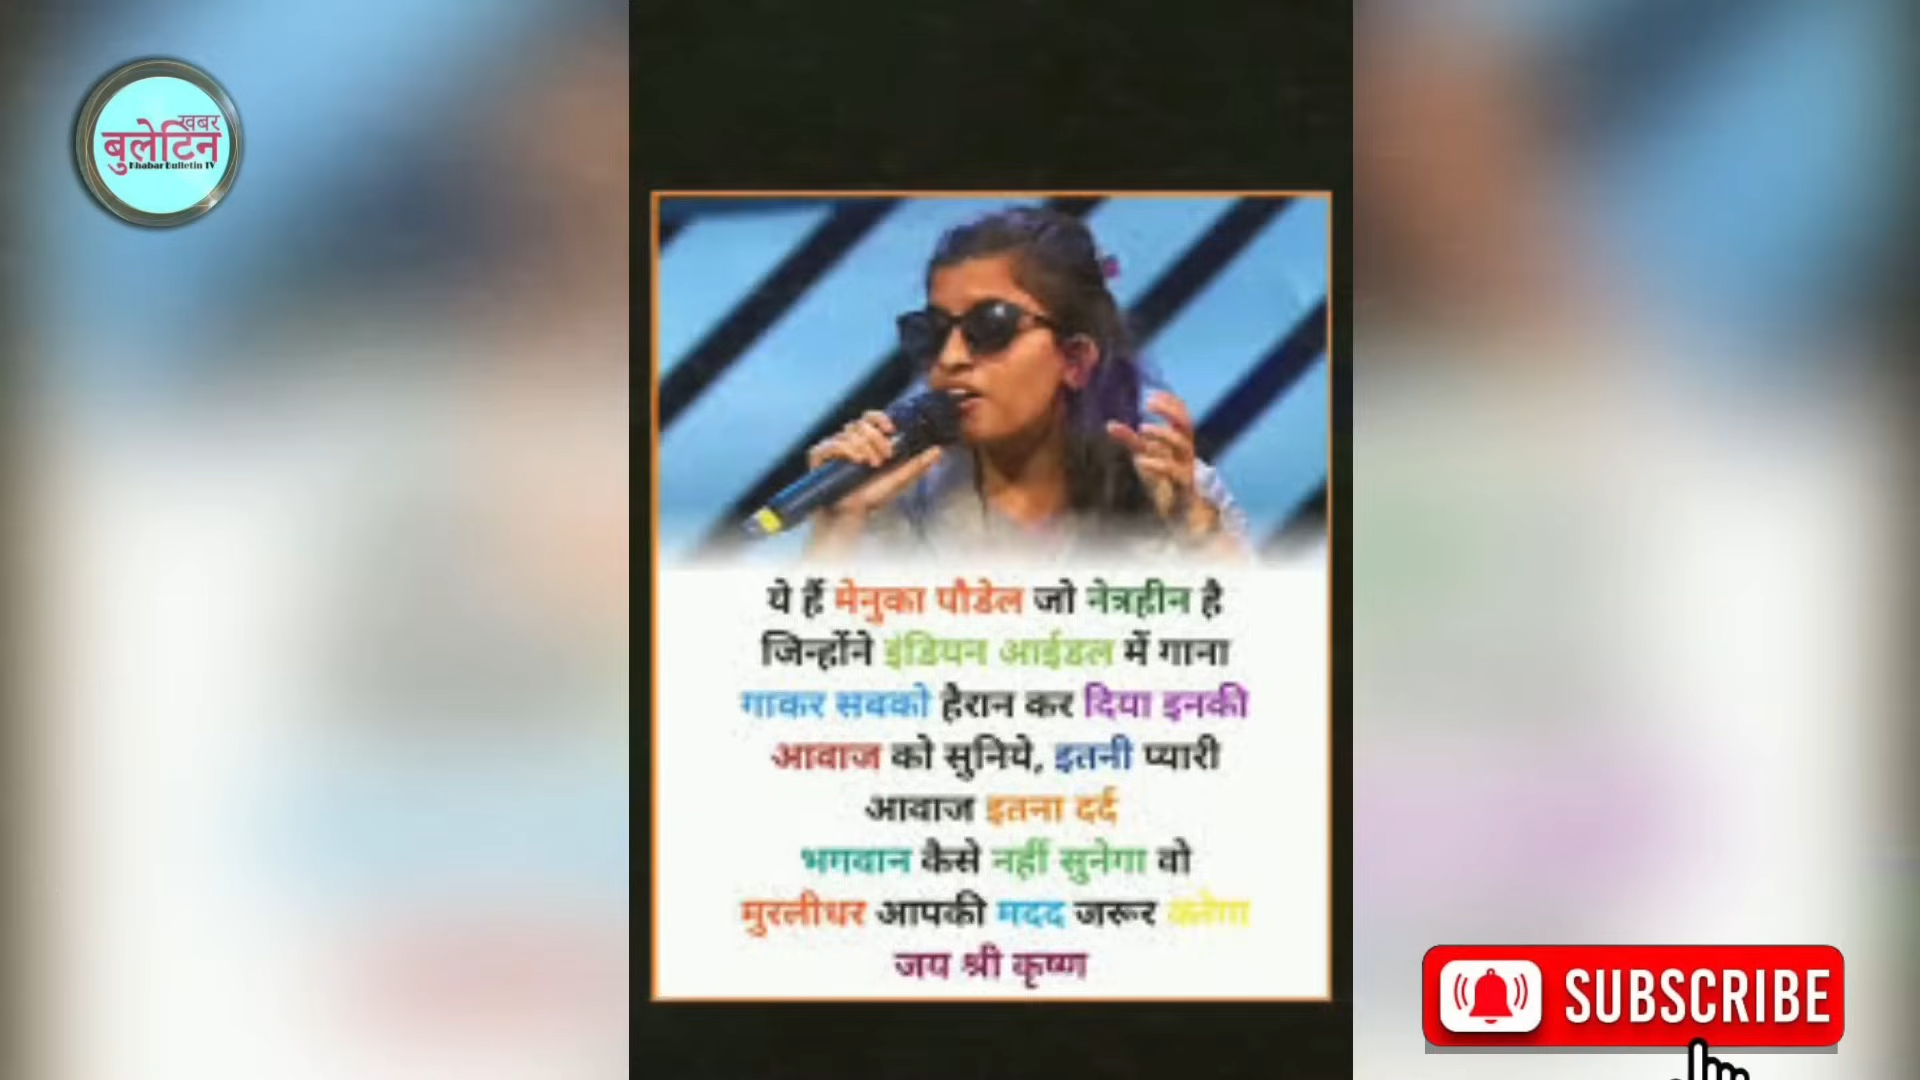 खबर
बुलेटिन
Khabar Bulletin TV
ये हैं मेनुका पौडेल जो नेत्रहीन है
जिन्होंने इंडियन आईडल में गाना
गाकर सबको हैरान कर दिया इनकी
आवाज को सुनिये, इतनी प्यारी
आवाज इतना दर्द
भगवान कैसे नहीं सुनेगा वो
मुरलीधर आपकी मदद जरूर करेगा
जय श्री कृष्ण
SUBSCRIBE